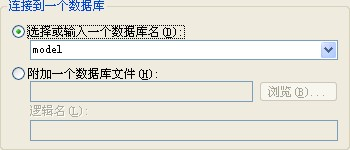 连接到一个数据库
选择或输入一个数据库名(D):
model
附加一个数据库文件(H):
浏览(B)...
逻辑名(L):